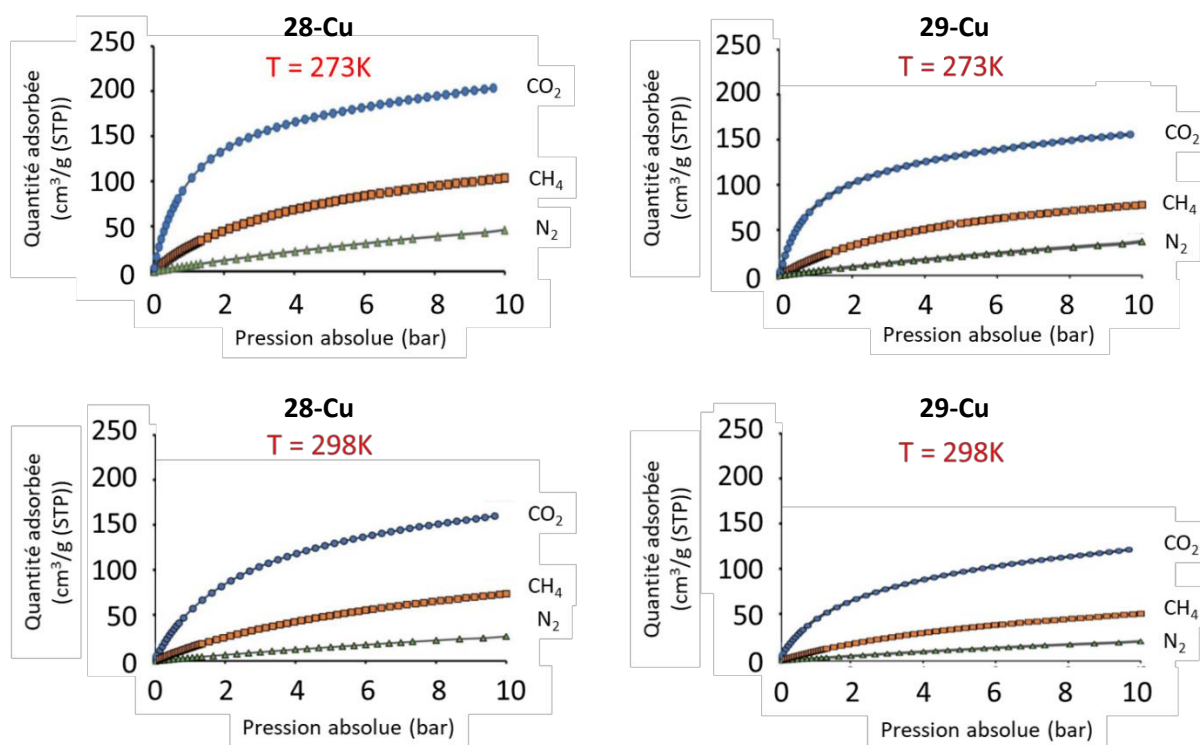 28-Cu
T = 273K
Quantité adsorbée
(cm³/g (STP))
250
200
150
100
50
0
CO₂
CH₄
N₂
0 2 4 6 8 10
Pression absolue (bar)
29-Cu
T = 273K
Quantité adsorbée
(cm³/g (STP))
250
200
150
100
50
0
CO₂
CH₄
N₂
0 2 4 6 8 10
Pression absolue (bar)
28-Cu
T = 298K
Quantité adsorbée
(cm³/g (STP))
250
200
150
100
50
0
CO₂
CH₄
N₂
0 2 4 6 8 10
Pression absolue (bar)
29-Cu
T = 298K
Quantité adsorbée
(cm³/g (STP))
250
200
150
100
50
0
CO₂
CH₄
N₂
0 2 4 6 8 10
Pression absolue (bar)